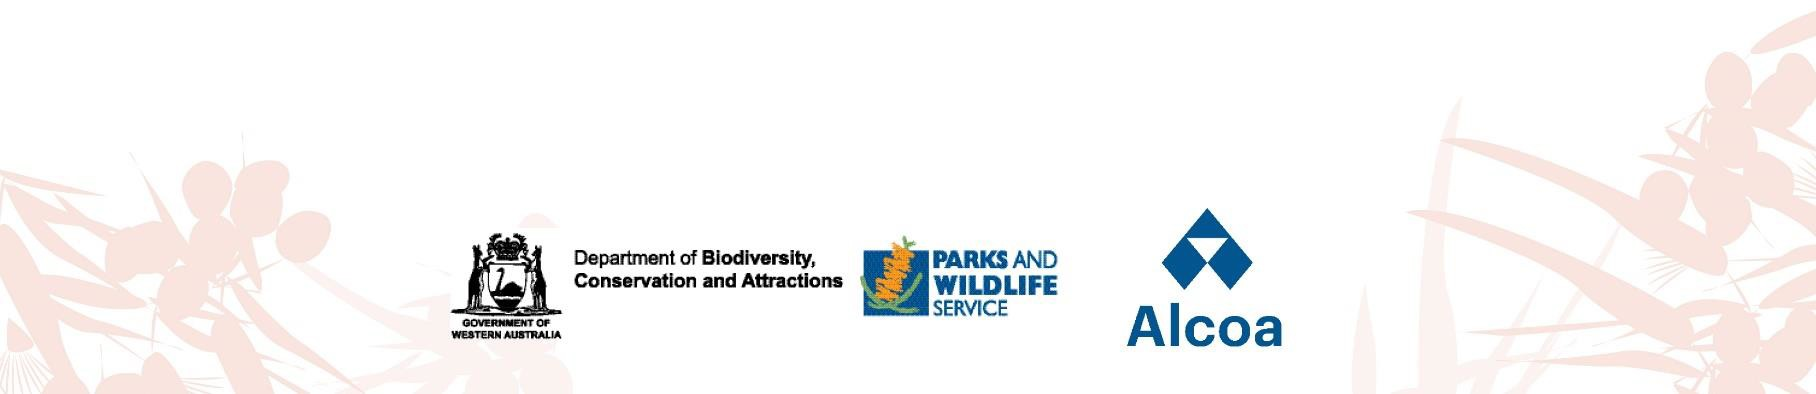 GOVERNMENT OF
WESTERN AUSTRALIA
Department of Biodiversity,
Conservation and Attractions
PARKS AND
WILDLIFE
SERVICE
Alcoa